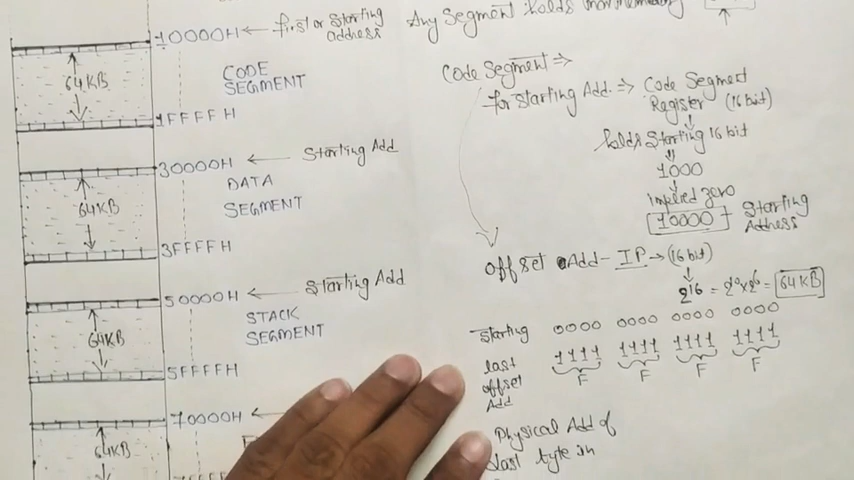 10000H ← first or starting address
64KB
CODE SEGMENT
1FFFFH
30000H ← Starting Add
DATA
64KB
SEGMENT
3FFFFH
50000H ← Starting Add
STACK
64KB
SEGMENT
5FFFFH
70000H ←
64KB
Any Segment holds
Code Segment ⇒
for starting Add. ⇒ Code Segment
Register (16 bit)
holds Starting 16 bit
1000
implied zero
10000 → Starting Address
offset Add- IP → (16 bit)
2^16 = 2^10 x 2^6 = 64 KB
starting 0000 0000 0000 0000
last offset Add 1111 1111 1111 1111
F F F F
Physical Add of
last byte in